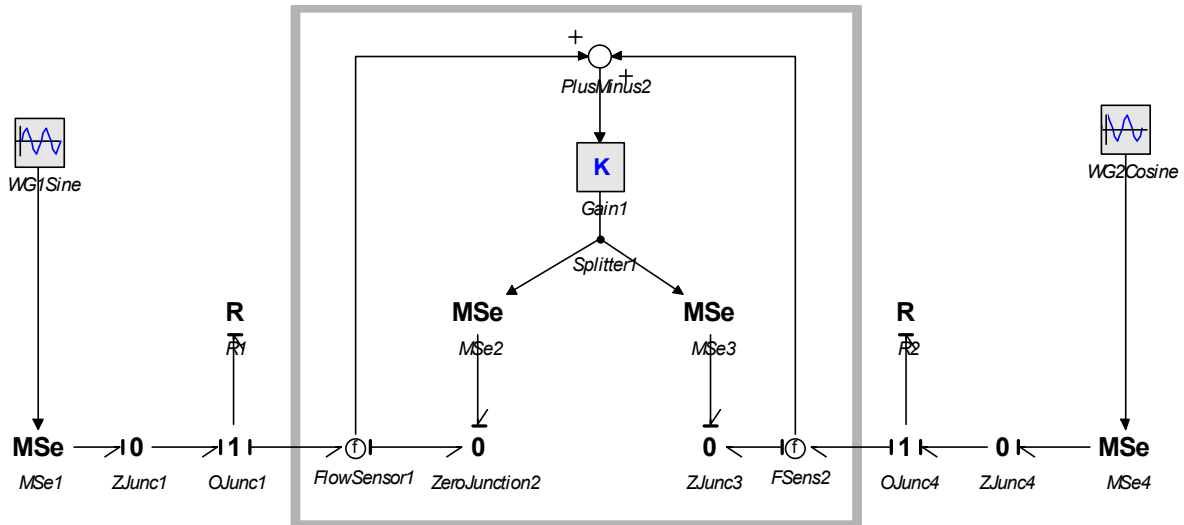 +
PlusMinus2
+
WG1Sine
WG2Cosine
K
Gain1
Splitter1
R
R1
MSe
MSe2
MSe
MSe3
R
R2
MSe
MSe1
0
ZJunc1
1
OJunc1
f
FlowSensor1
0
ZeroJunction2
0
ZJunc3
f
FSens2
1
OJunc4
0
ZJunc4
MSe
MSe4